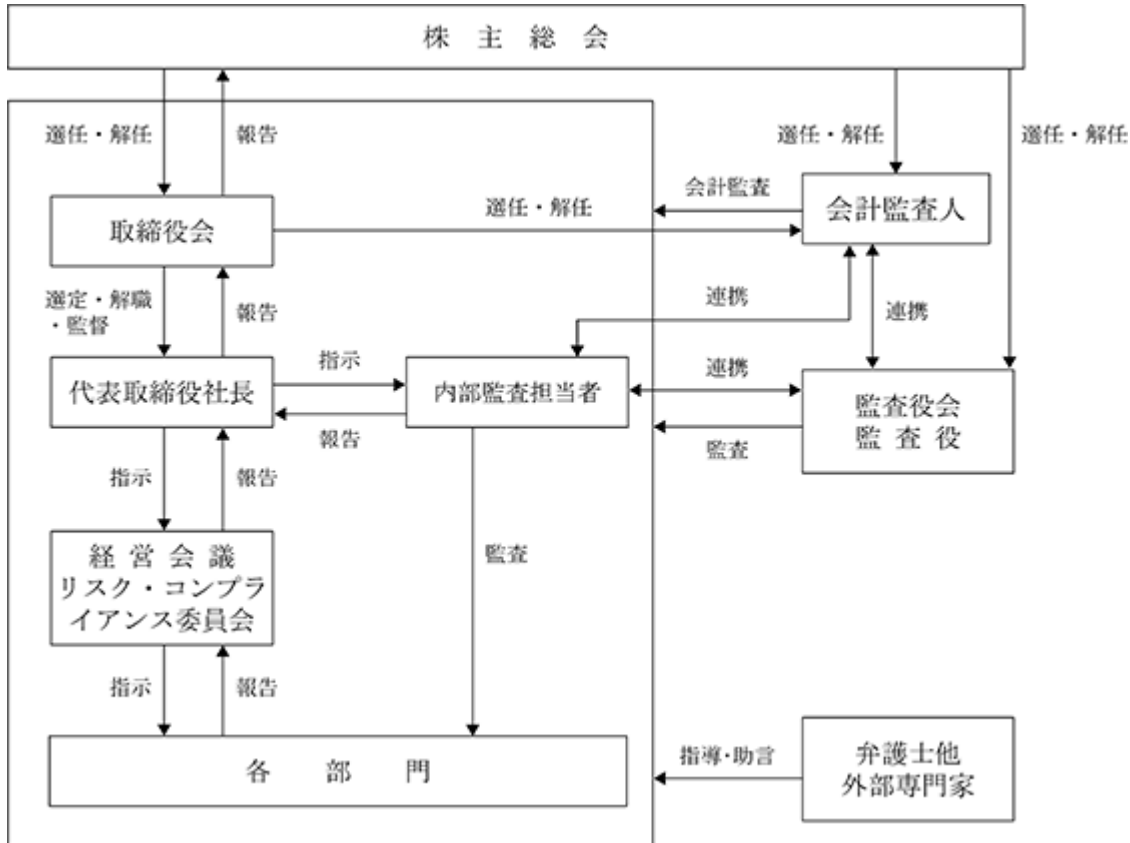 株主総会
選任・解任
報告
選任・解任
選任・解任
会計監査
会計監査人
取締役会
選任・解任
選定・解職
・監督
報告
連携
連携
代表取締役社長
指示
報告
内部監査担当者
連携
監査
監査役会
監査役
指示
報告
監査
経営会議
リスク・コンプラ
イアンス委員会
指示
報告
各部門
指導・助言
弁護士他
外部専門家